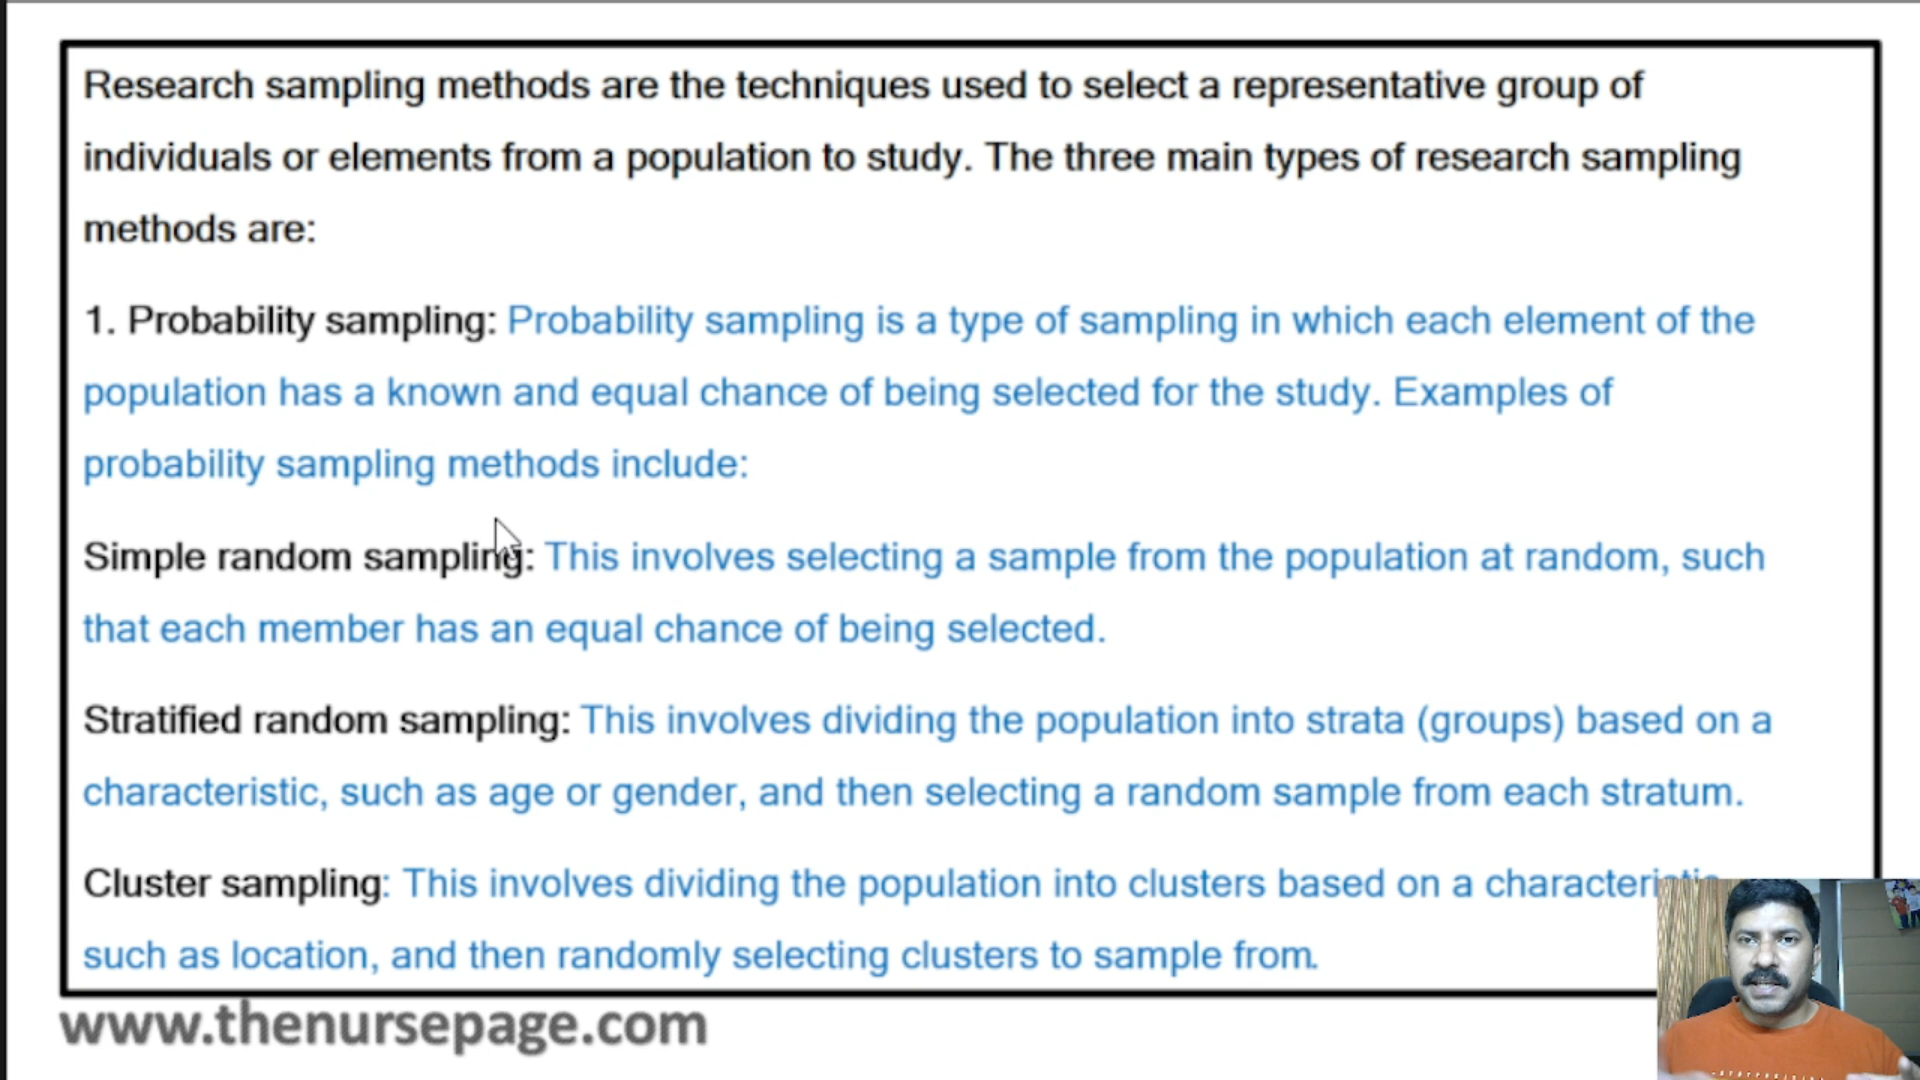 Research sampling methods are the techniques used to select a representative group of
individuals or elements from a population to study. The three main types of research sampling
methods are:
1. Probability sampling: Probability sampling is a type of sampling in which each element of the
population has a known and equal chance of being selected for the study. Examples of
probability sampling methods include:
Simple random sampling: This involves selecting a sample from the population at random, such
that each member has an equal chance of being selected.
Stratified random sampling: This involves dividing the population into strata (groups) based on a
characteristic, such as age or gender, and then selecting a random sample from each stratum.
Cluster sampling: This involves dividing the population into clusters based on a characteristic
such as location, and then randomly selecting clusters to sample from.
www.thenursepage.com